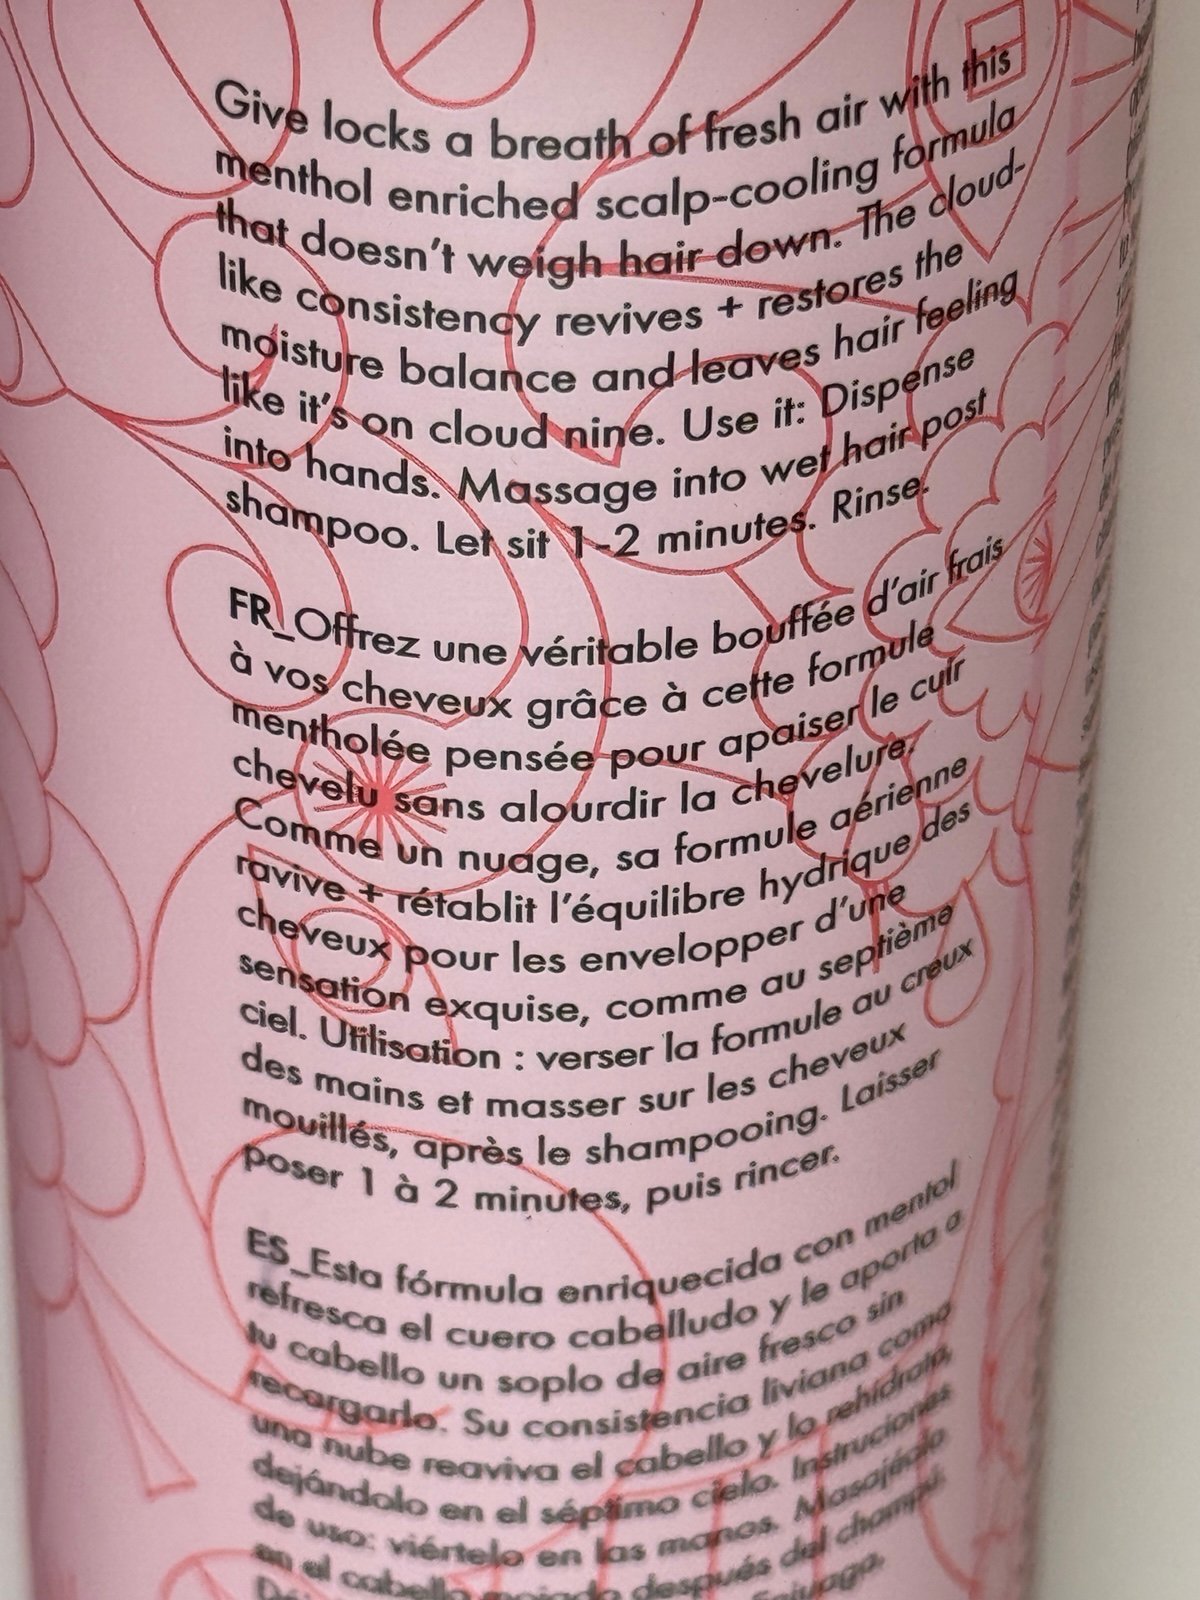 Give locks a breath of fresh air with this
menthol enriched scalp-cooling formula
that doesn't weigh hair down. The cloud-
like consistency revives + restores the
moisture balance and leaves hair feeling
like it's on cloud nine. Use it: Dispense
into hands. Massage into wet hair post
shampoo. Let sit 1-2 minutes. Rinse.
FR_Offrez une véritable bouffée d'air frais
à vos cheveux grâce à cette formule
mentholée pensée pour apaiser le cuir
chevelu sans alourdir la chevelure.
Comme un nuage, sa formule aérienne
ravive + rétablit l'équilibre hydrique des
cheveux pour les envelopper d'une
sensation exquise, comme au septième
ciel. Utilisation : verser la formule au creux
des mains et masser sur les cheveux
mouillés, après le shampooing. Laisser
poser 1 à 2 minutes, puis rincer.
ES_Esta fórmula enriquecida con mentol
refresca el cuero cabelludo y le aporta a
tu cabello un soplo de aire fresco sin
recargarlo. Su consistencia liviana como
una nube reaviva el cabello y lo rehidrata,
dejándolo en el séptimo cielo. Instrucciones
de uso: viértelo en las manos. Masajéalo
en el cabello mojado después del champú.